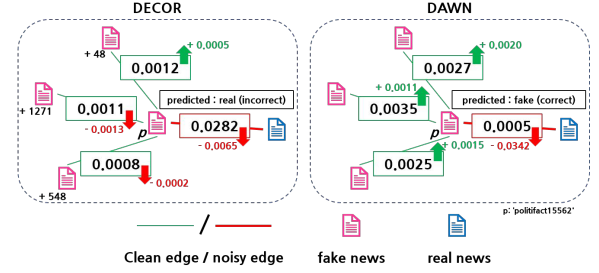 DECOR
DAWN
+ 48
+ 0,0005
0,0012
+ 1271
0,0011
- 0,0013
predicted : real (incorrect)
p
0,0282
- 0,0065
0,0008
- 0,0002
+ 548
+ 0,0020
0,0027
+ 0,0011
0,0035
predicted : fake (correct)
p
0,0005
- 0,0342
+ 0,0015
0,0025
p: 'politifact15562'
Clean edge / noisy edge
fake news
real news